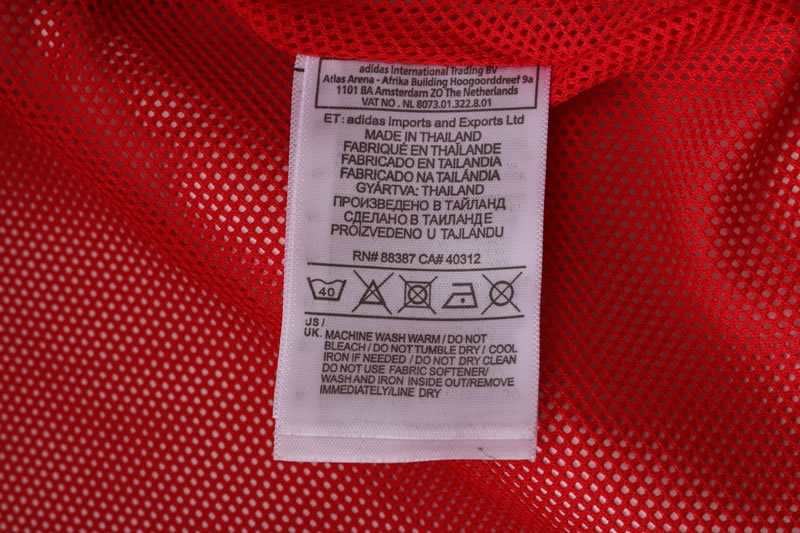 adidas International Trading BV
Atlas Arena - Afrika Building Hoogoorddreef 9a
1101 BA Amsterdam ZO The Netherlands
VAT NO. NL 8073.01.322.8.01
ET: adidas Imports and Exports Ltd
MADE IN THAILAND
FABRIQUÉ EN THAÏLANDE
FABRICADO EN TAILANDIA
FABRICADO NA TAILÂNDIA
GYÁRTVA: THAILAND
ПРОИЗВЕДЕНО В ТАЙЛАНД
СДЕЛАНО В ТАИЛАНДЕ
PROIZVEDENO U TAJLANDU
RN# 88387 CA# 40312
40
US /
UK. MACHINE WASH WARM / DO NOT
BLEACH / DO NOT TUMBLE DRY / COOL
IRON IF NEEDED / DO NOT DRY CLEAN
DO NOT USE FABRIC SOFTENER/
WASH AND IRON INSIDE OUT/REMOVE
IMMEDIATELY/LINE DRY